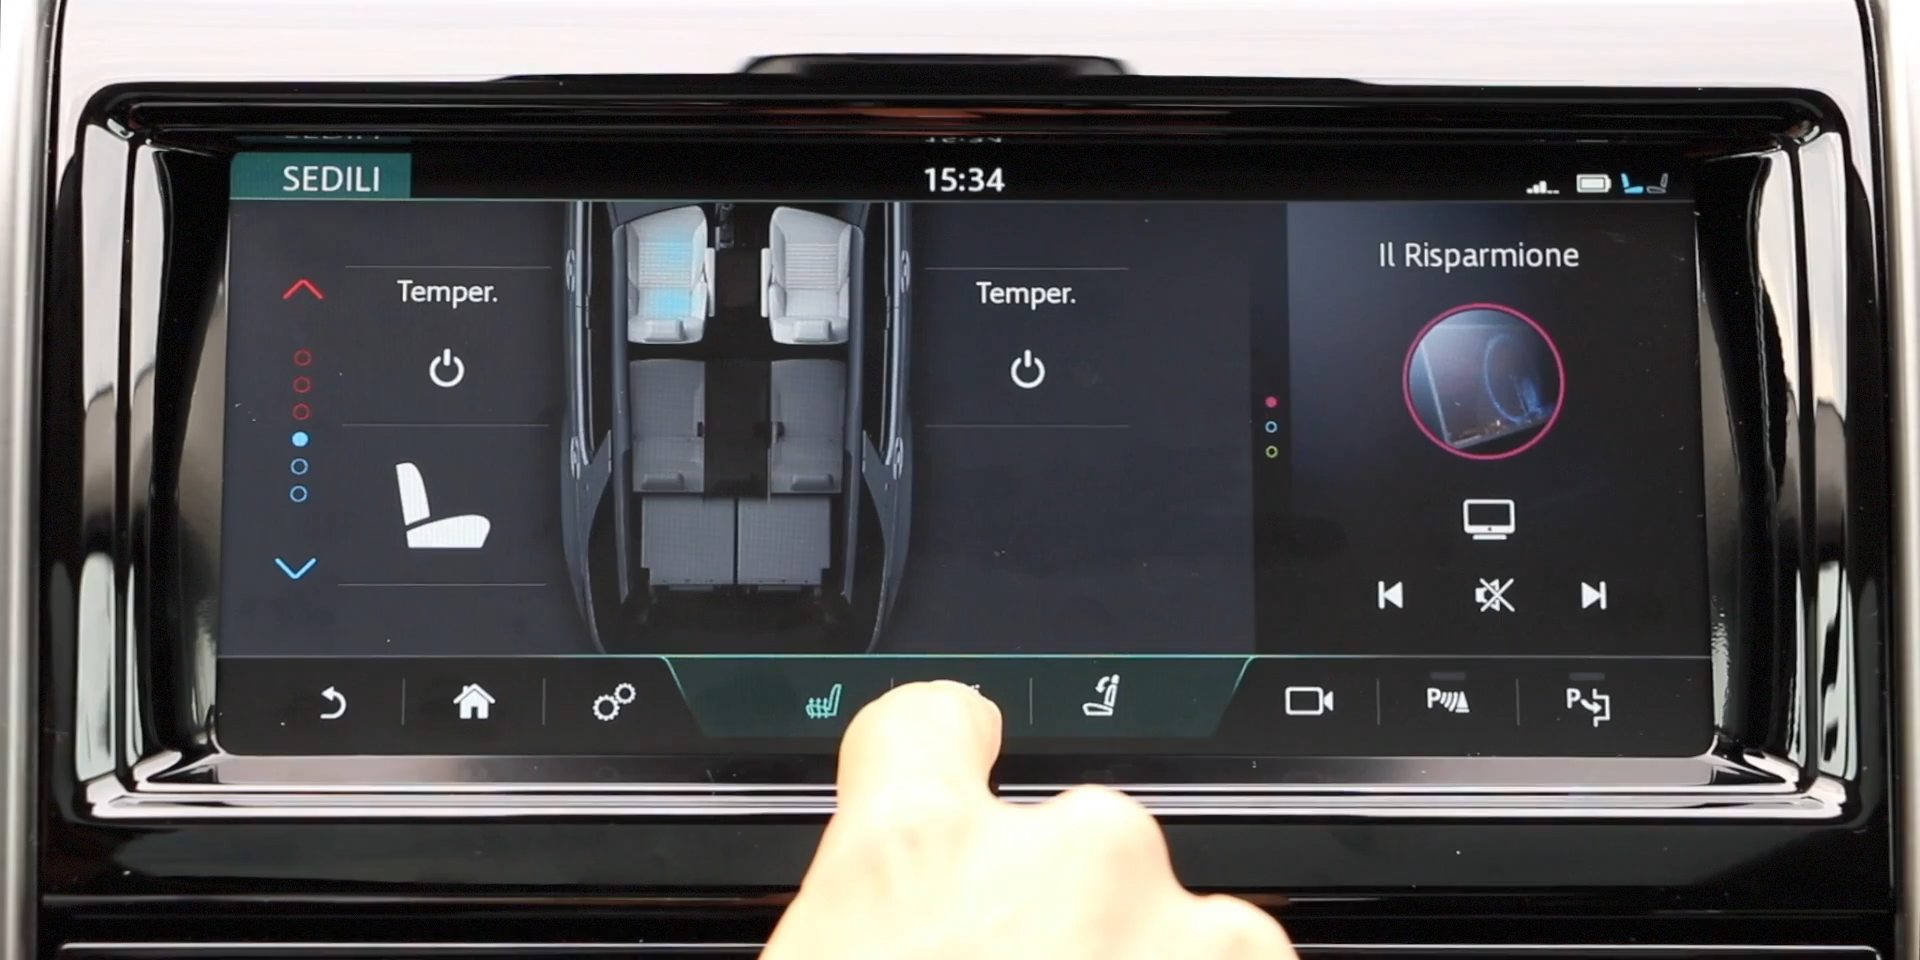 SEDILI
15:34
Temper.
Temper.
Il Risparmione
P
P